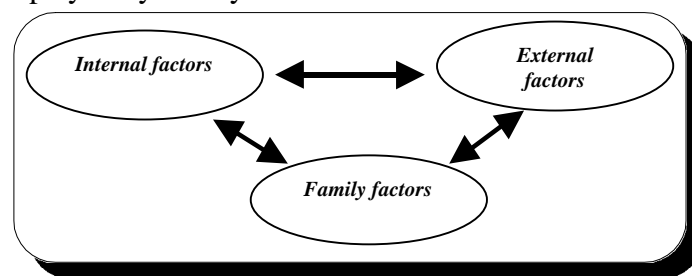 Internal factors
External
factors
Family factors